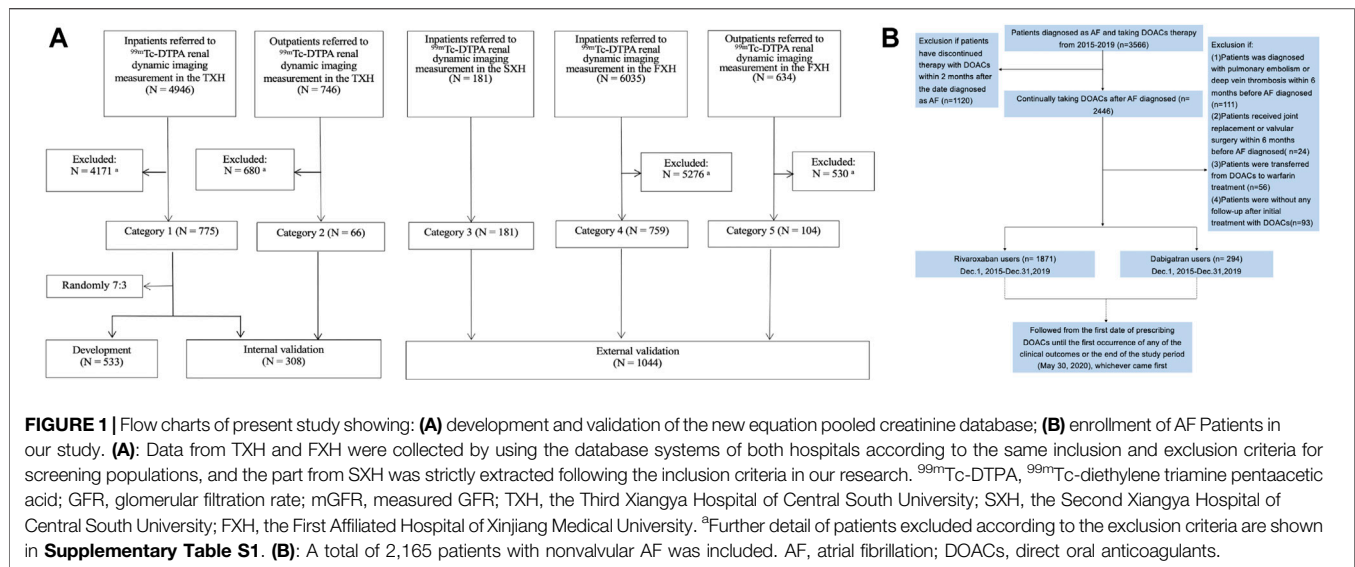 A
Inpatients referred to
99mTc-DTPA renal
dynamic imaging
measurement in the TXH
(N = 4946)
Outpatients referred to
99mTc-DTPA renal
dynamic imaging
measurement in the TXH
(N = 746)
Inpatients referred to
99mTc-DTPA renal
dynamic imaging
measurement in the SXH
(N = 181)
Inpatients referred to
99mTc-DTPA renal
dynamic imaging
measurement in the FXH
(N = 6035)
Outpatients referred to
99mTc-DTPA renal
dynamic imaging
measurement in the FXH
(N = 634)
Excluded:
N = 4171 a
Excluded:
N = 680 a
Excluded:
N = 5276 a
Excluded:
N = 530 a
Category 1 (N = 775)
Category 2 (N = 66)
Category 3 (N = 181)
Category 4 (N = 759)
Category 5 (N = 104)
Randomly 7:3
Development
(N = 533)
Internal validation
(N = 308)
External validation
(N = 1044)
B
Patients diagnosed as AF and taking DOACs therapy
from 2015-2019 (n=3566)
Exclusion if patients
have discontinued
therapy with DOACs
within 2 months after
the date diagnosed
as AF (n=1120)
Continually taking DOACs after AF diagnosed (n=
2446)
Exclusion if:
(1)Patients was diagnosed
with pulmonary embolism or
deep vein thrombosis within 6
months before AF diagnosed
(n=111)
(2)Patients received joint
replacement or valvular
surgery within 6 months
before AF diagnosed( n=24)
(3)Patients were transferred
from DOACs to warfarin
treatment (n=56)
(4)Patients were without any
follow-up after initial
treatment with DOACs(n=93)
Rivaroxaban users (n= 1871)
Dec.1, 2015-Dec.31,2019
Dabigatran users (n= 294)
Dec.1, 2015-Dec.31,2019
Followed from the first date of prescribing
DOACs until the first occurrence of any of the
clinical outcomes or the end of the study period
(May 30, 2020), whichever came first
FIGURE 1 | Flow charts of present study showing: (A) development and validation of the new equation pooled creatinine database; (B) enrollment of AF Patients in
our study. (A): Data from TXH and FXH were collected by using the database systems of both hospitals according to the same inclusion and exclusion criteria for
screening populations, and the part from SXH was strictly extracted following the inclusion criteria in our research. 99mTc-DTPA, 99mTc-diethylene triamine pentaacetic
acid; GFR, glomerular filtration rate; mGFR, measured GFR; TXH, the Third Xiangya Hospital of Central South University; SXH, the Second Xiangya Hospital of
Central South University; FXH, the First Affiliated Hospital of Xinjiang Medical University. aFurther detail of patients excluded according to the exclusion criteria are shown
in Supplementary Table S1. (B): A total of 2,165 patients with nonvalvular AF was included. AF, atrial fibrillation; DOACs, direct oral anticoagulants.